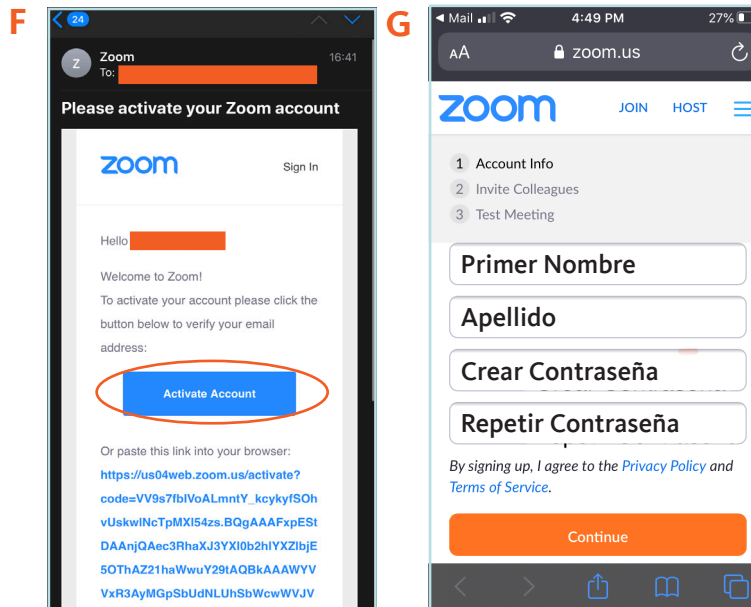 F
24
Z
Zoom
16:41
To:
Please activate your Zoom account
zoom
Sign In
Hello
Welcome to Zoom!
To activate your account please click the
button below to verify your email
address:
Activate Account
Or paste this link into your browser:
https://us04web.zoom.us/activate?
code=VV9s7fblVoALmntY_kcykyfSOh
vUskwlNcTpMXl54zs.BQgAAAFxpESt
DAAnjQAec3RhaXJ3YXl0b2hlYXZlbjE
5OThAZ21haWwuY29tAQBkAAAWYV
VxR3AyMGpSbUdNLUhSbWcwWVJV
G
Mail
4:49 PM
27%
AA
zoom.us
zoom
JOIN
HOST
1 Account Info
2 Invite Colleagues
3 Test Meeting
Primer Nombre
Apellido
Crear Contraseña
Repetir Contraseña
By signing up, I agree to the Privacy Policy and
Terms of Service.
Continue